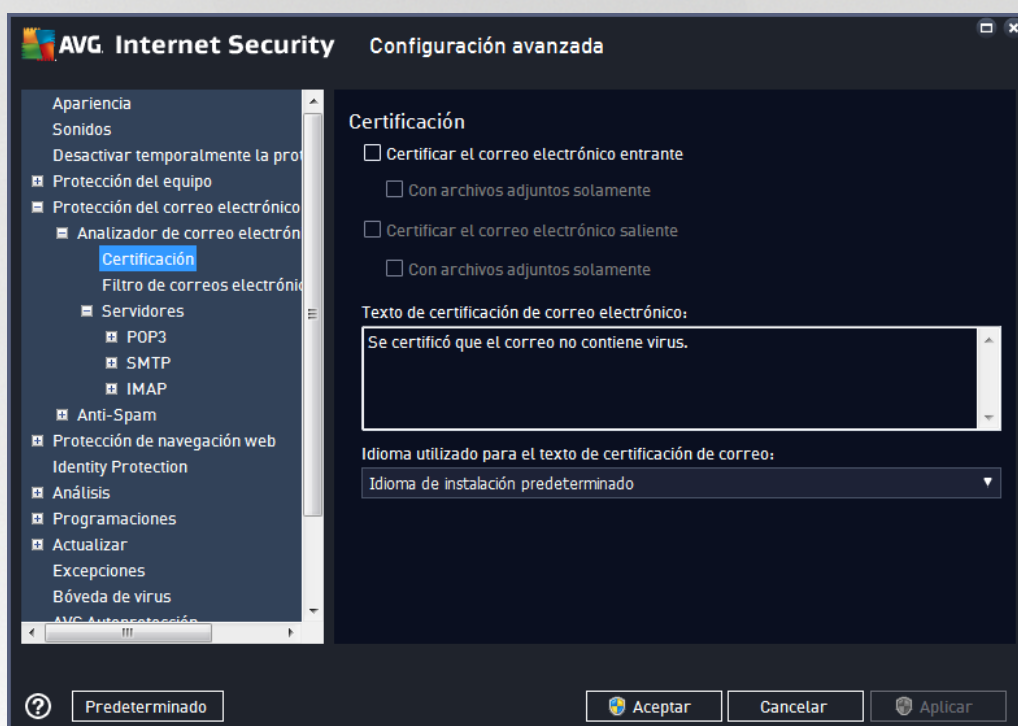 AVG. Internet Security Configuración avanzada
Apariencia
Sonidos
Desactivar temporalmente la prot
Protección del equipo
Protección del correo electrónico
Analizador de correo electrón
Certificación
Filtro de correos electrónic
Servidores
POP3
SMTP
IMAP
Anti-Spam
Protección de navegación web
Identity Protection
Análisis
Programaciones
Actualizar
Excepciones
Bóveda de virus
AVG Autoprotección
Certificación
Certificar el correo electrónico entrante
Con archivos adjuntos solamente
Certificar el correo electrónico saliente
Con archivos adjuntos solamente
Texto de certificación de correo electrónico:
Se certificó que el correo no contiene virus.
Idioma utilizado para el texto de certificación de correo:
Idioma de instalación predeterminado
Predeterminado
Aceptar
Cancelar
Aplicar